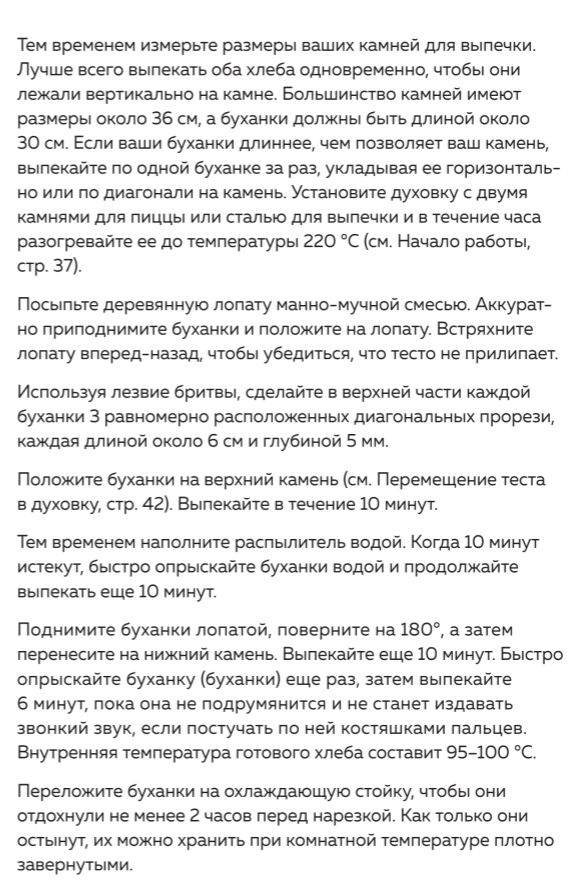 Тем временем измерьте размеры ваших камней для выпечки.
Лучше всего выпекать оба хлеба одновременно, чтобы они
лежали вертикально на камне. Большинство камней имеют
размеры около 36 см, а буханки должны быть длиной около
30 см. Если ваши буханки длиннее, чем позволяет ваш камень,
выпекайте по одной буханке за раз, укладывая ее горизонталь-
но или по диагонали на камень. Установите духовку с двумя
камнями для пиццы или сталью для выпечки и в течение часа
разогревайте ее до температуры 220 °C (см. Начало работы,
стр. 37).
Посыпьте деревянную лопату манно-мучной смесью. Аккурат-
но приподнимите буханки и положите на лопату. Встряхните
лопату вперед-назад, чтобы убедиться, что тесто не прилипает.
Используя лезвие бритвы, сделайте в верхней части каждой
буханки 3 равномерно расположенных диагональных прорези,
каждая длиной около 6 см и глубиной 5 мм.
Положите буханки на верхний камень (см. Перемещение теста
в духовку, стр. 42). Выпекайте в течение 10 минут.
Тем временем наполните распылитель водой. Когда 10 минут
истекут, быстро опрыскайте буханки водой и продолжайте
выпекать еще 10 минут.
Поднимите буханки лопатой, поверните на 180°, а затем
перенесите на нижний камень. Выпекайте еще 10 минут. Быстро
опрыскайте буханку (буханки) еще раз, затем выпекайте
6 минут, пока она не подрумянится и не станет издавать
звонкий звук, если постучать по ней костяшками пальцев.
Внутренняя температура готового хлеба составит 95–100 °C.
Переложите буханки на охлаждающую стойку, чтобы они
отдохнули не менее 2 часов перед нарезкой. Как только они
остынут, их можно хранить при комнатной температуре плотно
завернутыми.